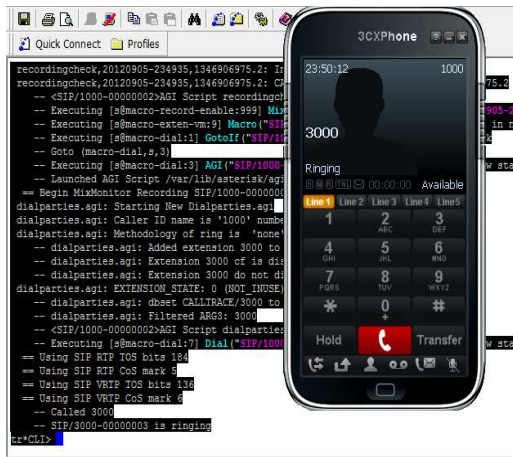 Quick Connect Profiles
recordingcheck,20120905-234935,1346906975.2:
recordingcheck,20120905-234935,1346906975.2:
75.2
-- <SIP/1000-00000002>AGI Script
-- Executing [s@macro-record-enable:999]
-- Executing [s@macro-exten-vm:9] Macro("SIP
in
-- Executing [s@macro-dial:1] GotoIf("SIP/10
-- Goto (macro-dial,s,3)
-- Executing [s@macro-dial:3] AGI("SIP/1000-
-- Launched AGI Script /var/lib/asterisk/agi
== Begin MixMonitor Recording SIP/1000-0000000
dialparties.agi: Starting New Dialparties.agi
dialparties.agi: Caller ID name is '1000'
dialparties.agi: Methodology of ring is 'none'
-- dialparties.agi: Added extension 3000 to
-- dialparties.agi: Extension 3000 cf is
-- dialparties.agi: Extension 3000 do not
dialparties.agi: EXTENSION_STATE: 0 (NOT_INUSE)
-- dialparties.agi: dbset CALLTRACE/3000 to
-- dialparties.agi: Filtered ARG3: 3000
-- <SIP/1000-00000002>AGI Script dialparties
-- Executing [s@macro-dial:7] Dial("SIP/1000
== Using SIP RTP TOS bits 184
== Using SIP RTP CoS mark 5
== Using SIP VRTP TOS bits 136
== Using SIP VRTP CoS mark 6
-- Called 3000
-- SIP/3000-00000003 is ringing
tr*CLI>
3CXPhone
23:50:12 1000
3000
Ringing
00:00:00 Available
Line 1 Line 2 Line 3 Line 4 Line5
1 2 3
ABC DEF
4 5 6
GHI JKL MNO
7 8 9
PQRS TUV WXYZ
* 0 #
+
Hold Transfer